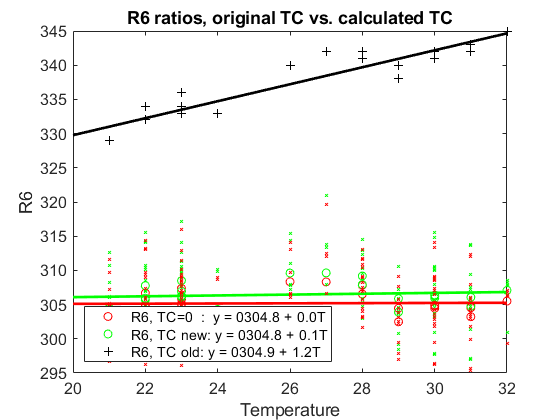 R6 ratios, original TC vs. calculated TC
345
340
335
330
325
320
315
310
305
300
295
R6
R6, TC=0 : y = 0304.8 + 0.0T
R6, TC new: y = 0304.8 + 0.1T
R6, TC old: y = 0304.9 + 1.2T
20 22 24 26 28 30 32
Temperature